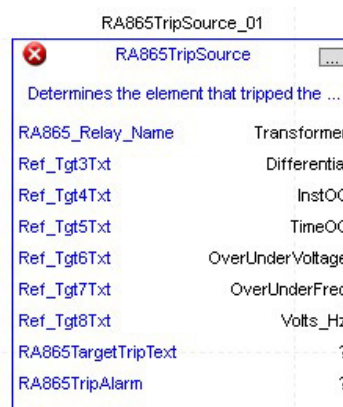 RA865TripSource_01
RA865TripSource ...
Determines the element that tripped the ...
RA865_Relay_Name Transformer
Ref_Tgt3Txt Differentia
Ref_Tgt4Txt InstOC
Ref_Tgt5Txt TimeOC
Ref_Tgt6Txt OverUnderVoltage
Ref_Tgt7Txt OverUnderFreq
Ref_Tgt8Txt Volts_Hz
RA865TargetTripText ?
RA865TripAlarm ?